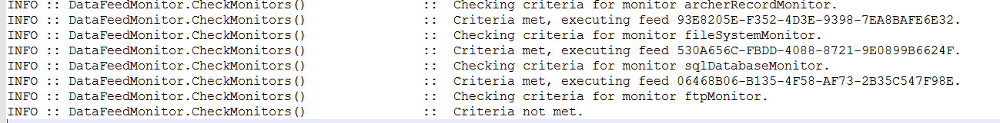 INFO :: DataFeedMonitor.CheckMonitors() :: Checking criteria for monitor archerRecordMonitor.
INFO :: DataFeedMonitor.CheckMonitors() :: Criteria met, executing feed 93E8205E-F352-4D3E-9398-7EA8BAFE6E32.
INFO :: DataFeedMonitor.CheckMonitors() :: Checking criteria for monitor fileSystemMonitor.
INFO :: DataFeedMonitor.CheckMonitors() :: Criteria met, executing feed 530A656C-FBDD-4088-8721-9E0899B6624F.
INFO :: DataFeedMonitor.CheckMonitors() :: Checking criteria for monitor sqlDatabaseMonitor.
INFO :: DataFeedMonitor.CheckMonitors() :: Criteria met, executing feed 06468B06-B135-4F58-AF73-2B35C547F98E.
INFO :: DataFeedMonitor.CheckMonitors() :: Checking criteria for monitor ftpMonitor.
INFO :: DataFeedMonitor.CheckMonitors() :: Criteria not met.